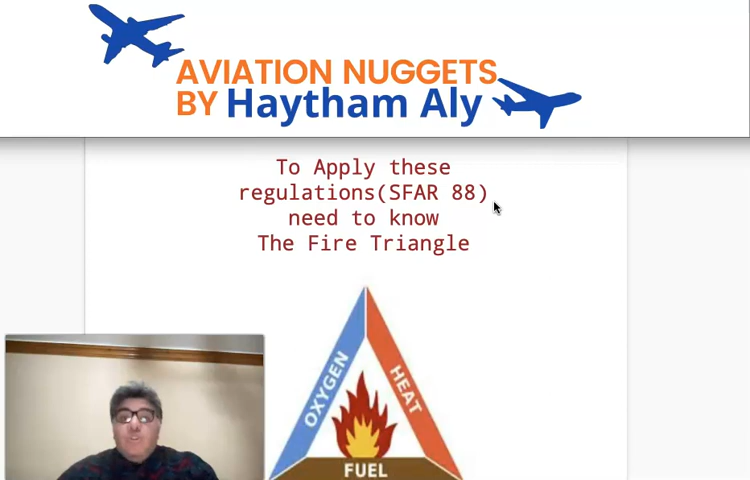 AVIATION NUGGETS
BY Haytham Aly
To Apply these
regulations(SFAR 88)
need to know
The Fire Triangle
OXYGEN
HEAT
FUEL